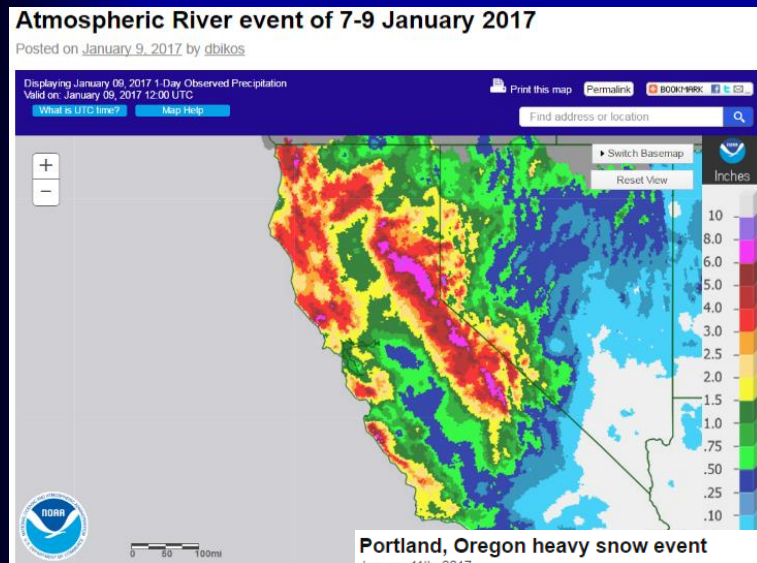 Atmospheric River event of 7-9 January 2017
Posted on January 9, 2017 by dbikos
Displaying January 09, 2017 1-Day Observed Precipitation
Valid on: January 09, 2017 12:00 UTC
What is UTC time?
Map Help
Print this map
Permalink
BOOKMARK
Find address or location
+
−
Switch Basemap
Reset View
Inches
10
8.0
6.0
5.0
4.0
3.0
2.5
2.0
1.5
1.0
.75
.50
.25
.10
NOAA
0 50 100mi
Portland, Oregon heavy snow event